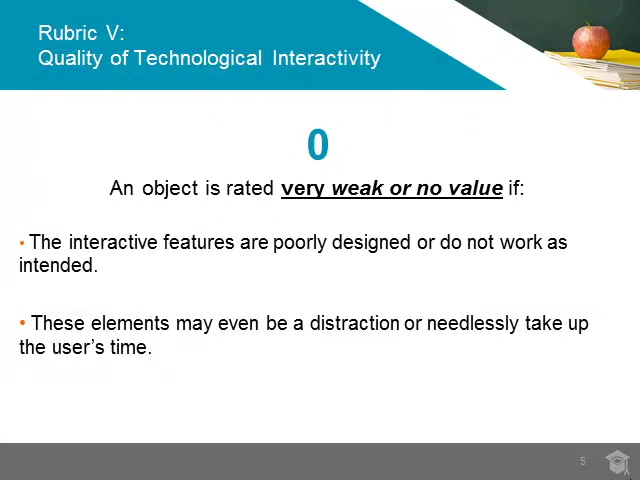 Rubric V:
Quality of Technological Interactivity
0
An object is rated very weak or no value if:
• The interactive features are poorly designed or do not work as
intended.
• These elements may even be a distraction or needlessly take up
the user’s time.
5